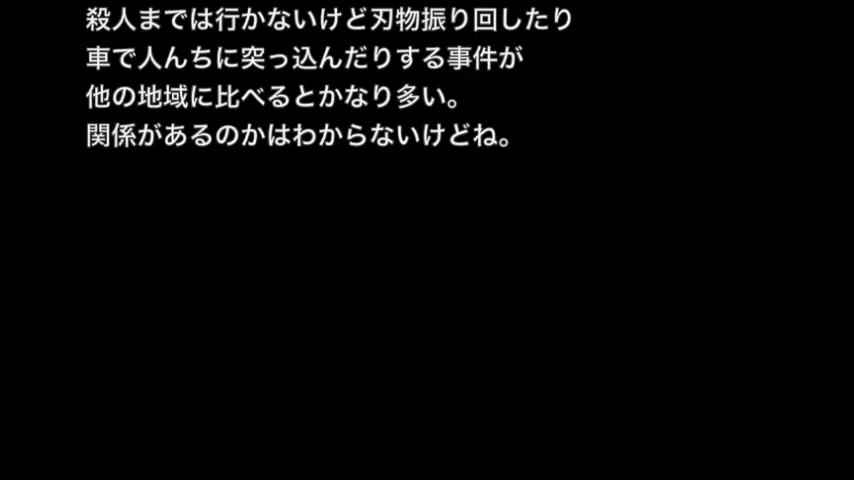 殺人までは行かないけど刃物振り回したり
車で人んちに突っ込んだりする事件が
他の地域に比べるとかなり多い。
関係があるのかはわからないけどね。